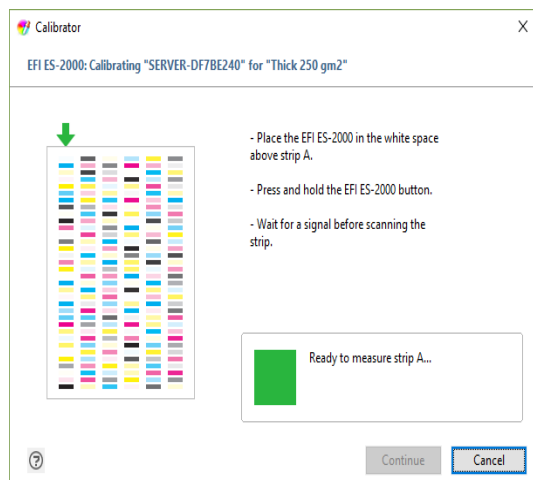 Calibrator
X
EFI ES-2000: Calibrating "SERVER-DF7BE240" for "Thick 250 gm2"
- Place the EFI ES-2000 in the white space
above strip A.
- Press and hold the EFI ES-2000 button.
- Wait for a signal before scanning the
strip.
Ready to measure strip A...
?
Continue
Cancel